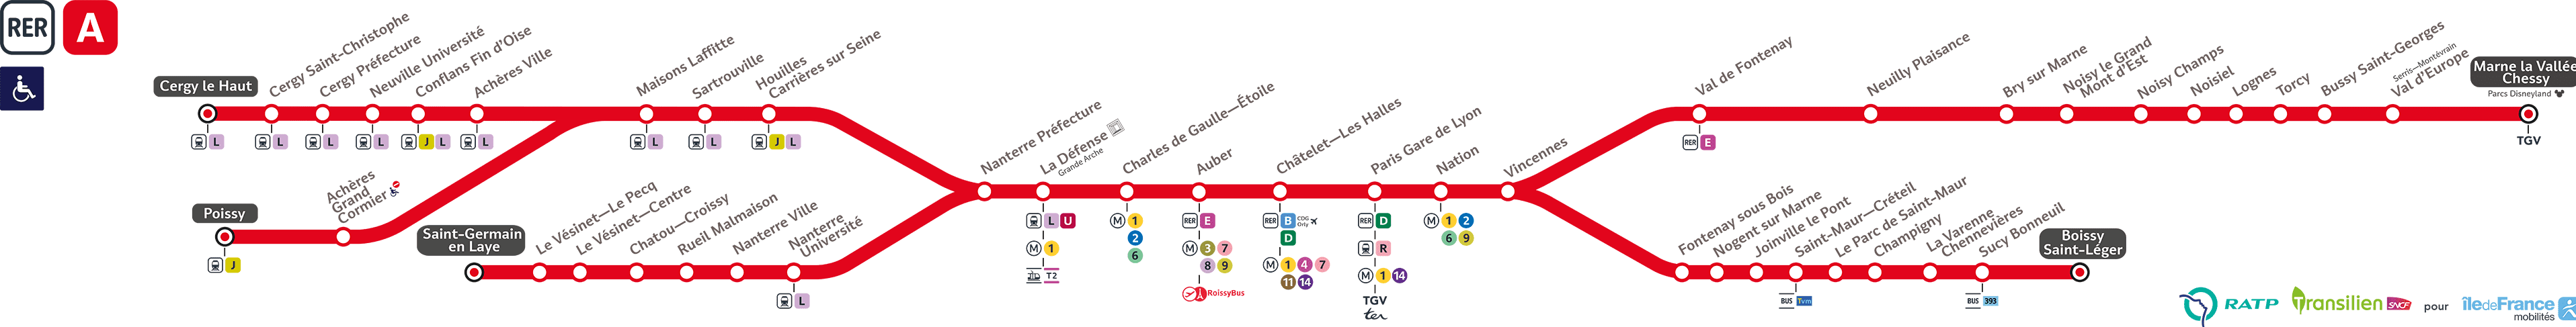 RER A
Cergy le Haut
L
Cergy Saint-Christophe
L
Cergy Préfecture
L
Neuville Université
L
Conflans Fin d'Oise
J L
Achères Ville
L
Maisons Laffitte
L
Sartrouville
L
Houilles
Carrières sur Seine
J L
Poissy
J
Achères
Grand
Cormier
Saint-Germain
en Laye
Le Vésinet—Le Pecq
Le Vésinet—Centre
Chatou—Croissy
Rueil Malmaison
Nanterre Ville
Nanterre
Université
L
Nanterre Préfecture
La Défense
Grande Arche
L U
M 1
T2
Charles de Gaulle—Étoile
M 1
2
6
Auber
RER E
M 3 7
8 9
RoissyBus
Châtelet—Les Halles
RER B CDG
Orly
D
M 1 4 7
11 14
Paris Gare de Lyon
RER D
R
M 1 14
TGV
ter
Nation
M 1 2
6 9
Vincennes
Val de Fontenay
RER E
Neuilly Plaisance
Bry sur Marne
Noisy le Grand
Mont d'Est
Noisy Champs
Noisiel
Lognes
Torcy
Bussy Saint-Georges
Serris—Montévrain
Val d'Europe
Marne la Vallée
Chessy
Parcs Disneyland
TGV
Fontenay sous Bois
Nogent sur Marne
Joinville le Pont
Saint-Maur—Créteil
BUS Tvm
Le Parc de Saint-Maur
Champigny
La Varenne
Chennevières
Sucy Bonneuil
BUS 393
Boissy
Saint-Léger
RATP Transilien SNCF pour îledeFrance
mobilités